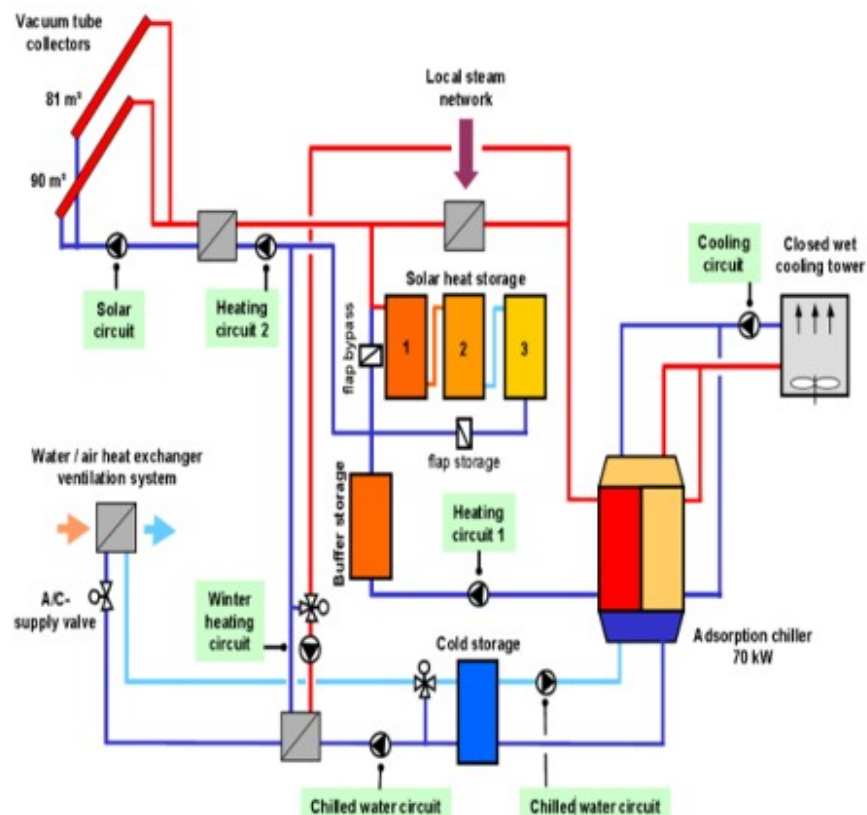 Vacuum tube
collectors
81 m²
90 m²
Local steam
network
Solar
circuit
Heating
circuit 2
Solar heat storage
flap bypass
1
2
3
flap storage
Cooling
circuit
Closed wet
cooling tower
Water / air heat exchanger
ventilation system
Buffer storage
Heating
circuit 1
A/C-
supply valve
Winter
heating
circuit
Cold storage
Adsorption chiller
70 kW
Chilled water circuit
Chilled water circuit